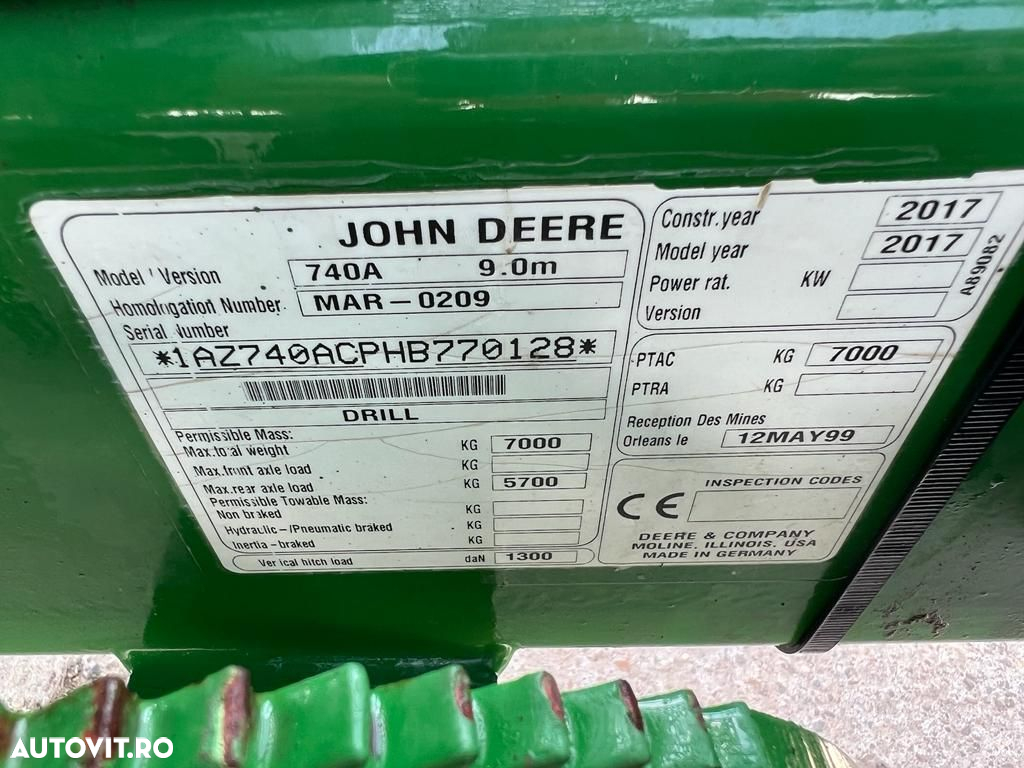 JOHN DEERE
Model / Version 740A 9.0m
Homologation Number MAR-0209
Serial Number
*1AZ740ACPHB770128*
DRILL
Permissible Mass:
Max.total weight KG 7000
Max.front axle load KG
Max.rear axle load KG 5700
Permissible Towable Mass:
Non braked KG
Hydraulic-/Pneumatic braked KG
Inertia-braked KG
Vertical hitch load daN 1300
Constr.year 2017
Model year 2017
Power rat. KW
Version
A89082
PTAC KG 7000
PTRA KG
Reception Des Mines
Orleans le 12MAY99
INSPECTION CODES
CE
DEERE & COMPANY
MOLINE, ILLINOIS, USA
MADE IN GERMANY
AUTOVIT.RO